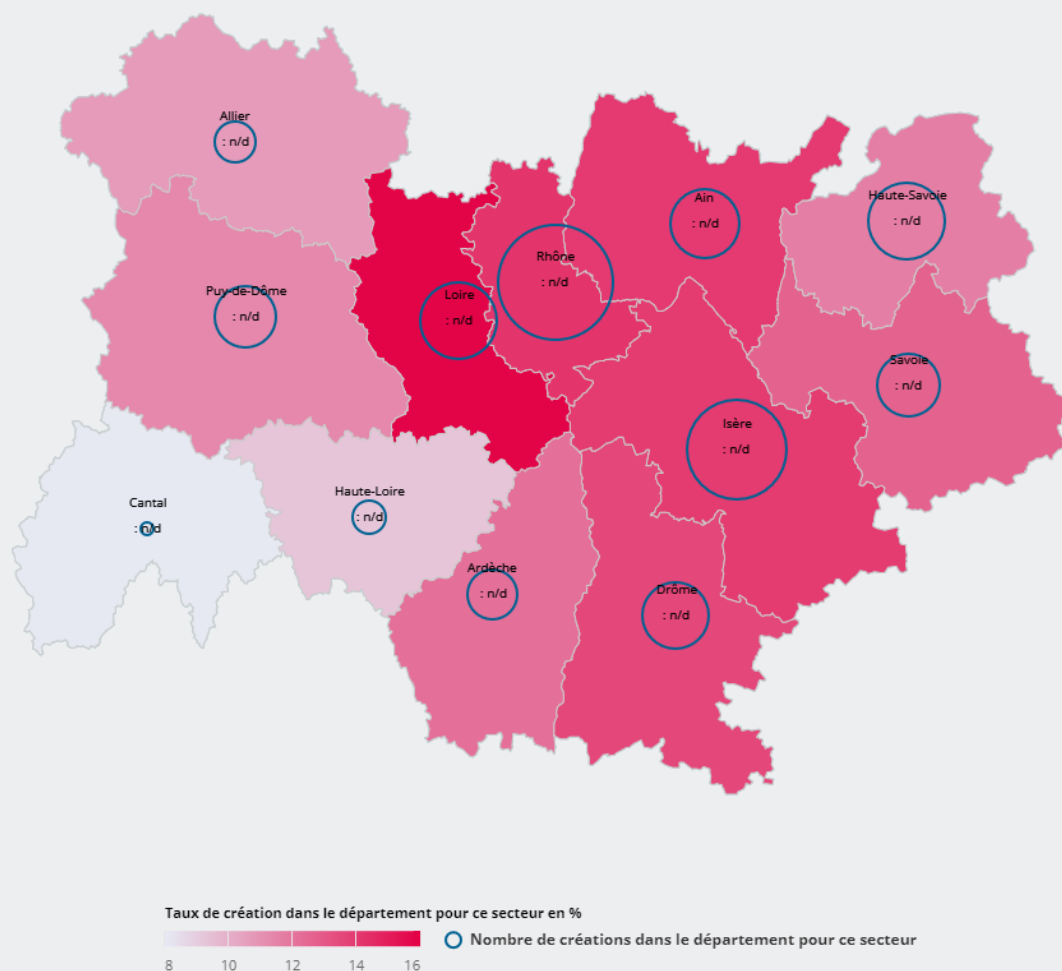 Allier
: n/d
Ain
: n/d
Haute-Savoie
: n/d
Rhône
: n/d
Puy-de-Dôme
: n/d
Loire
: n/d
Savoie
: n/d
Isère
: n/d
Haute-Loire
: n/d
Cantal
: n/d
Ardèche
: n/d
Drôme
: n/d
Taux de création dans le département pour ce secteur en %
8 10 12 14 16
Nombre de créations dans le département pour ce secteur